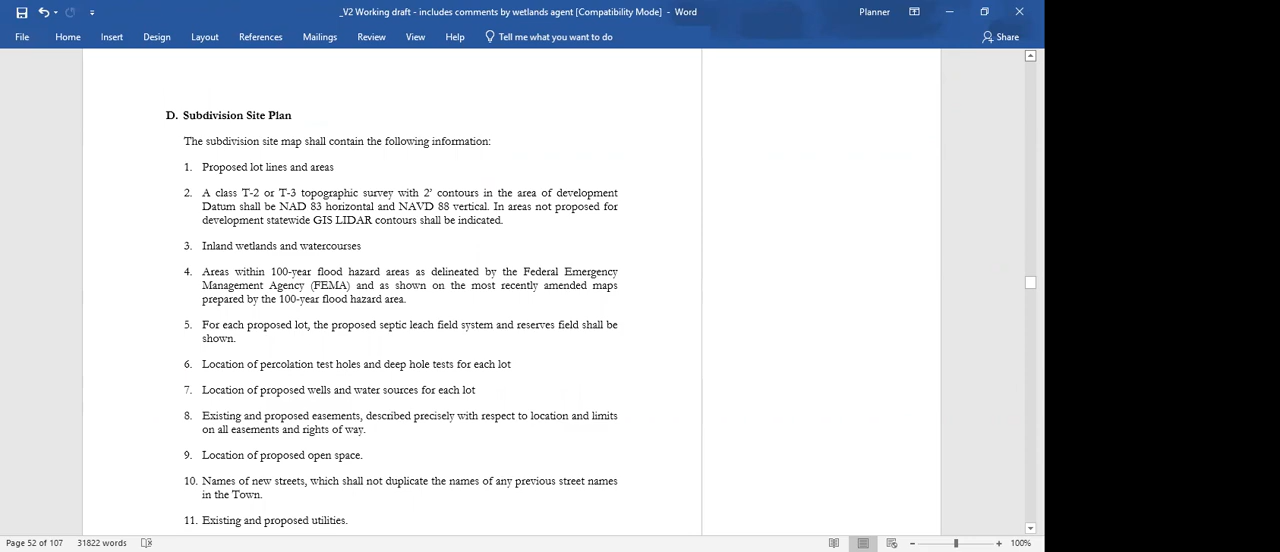 _V2 Working draft - includes comments by wetlands agent [Compatibility Mode] - Word
Planner
File Home Insert Design Layout References Mailings Review View Help Tell me what you want to do Share
D. Subdivision Site Plan
The subdivision site map shall contain the following information:
1. Proposed lot lines and areas
2. A class T-2 or T-3 topographic survey with 2' contours in the area of development
Datum shall be NAD 83 horizontal and NAVD 88 vertical. In areas not proposed for
development statewide GIS LIDAR contours shall be indicated.
3. Inland wetlands and watercourses
4. Areas within 100-year flood hazard areas as delineated by the Federal Emergency
Management Agency (FEMA) and as shown on the most recently amended maps
prepared by the 100-year flood hazard area.
5. For each proposed lot, the proposed septic leach field system and reserves field shall be
shown.
6. Location of percolation test holes and deep hole tests for each lot
7. Location of proposed wells and water sources for each lot
8. Existing and proposed easements, described precisely with respect to location and limits
on all easements and rights of way.
9. Location of proposed open space.
10. Names of new streets, which shall not duplicate the names of any previous street names
in the Town.
11. Existing and proposed utilities.
Page 52 of 107 31822 words 100%